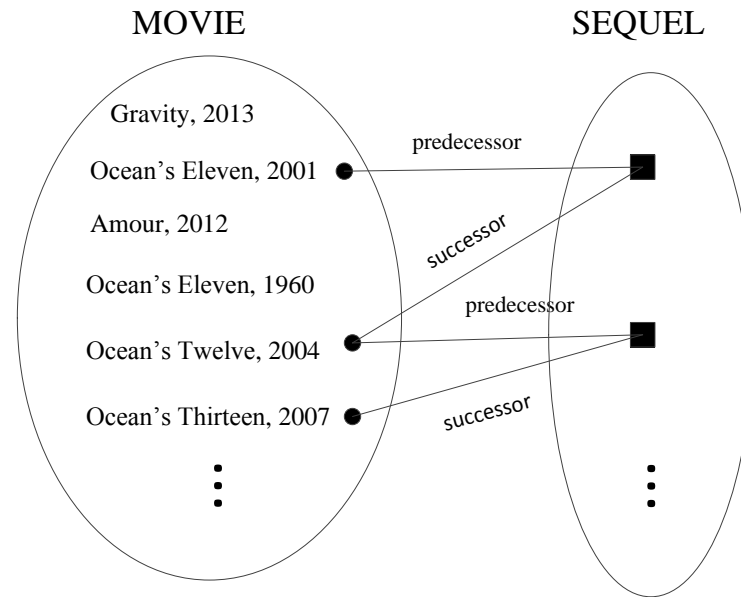 MOVIE
SEQUEL
Gravity, 2013
predecessor
Ocean’s Eleven, 2001
Amour, 2012
successor
Ocean’s Eleven, 1960
predecessor
Ocean’s Twelve, 2004
Ocean’s Thirteen, 2007
successor